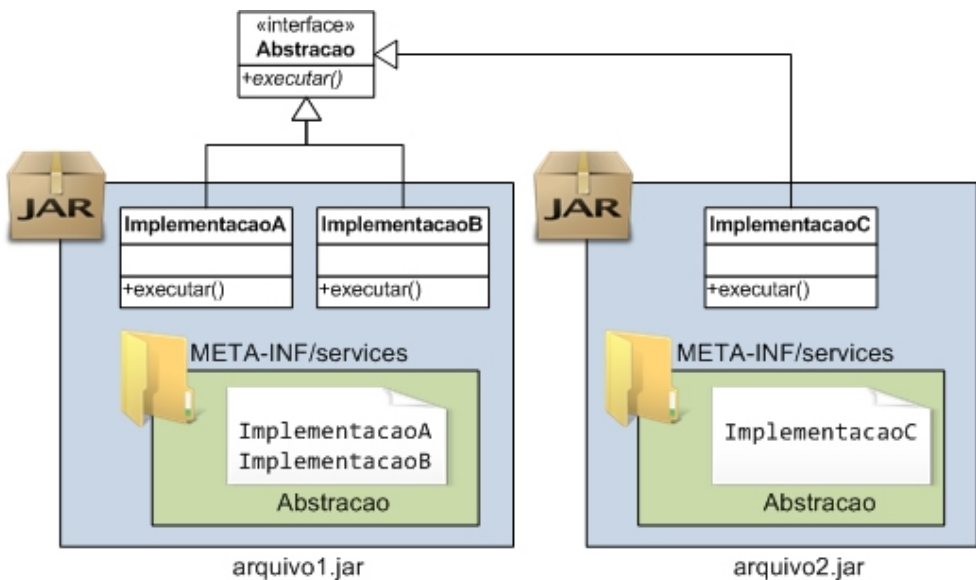 «interface»
Abstracao
+executar()
JAR
ImplementacaoA
+executar()
ImplementacaoB
+executar()
META-INF/services
ImplementacaoA
ImplementacaoB
Abstracao
arquivo1.jar
JAR
ImplementacaoC
+executar()
META-INF/services
ImplementacaoC
Abstracao
arquivo2.jar